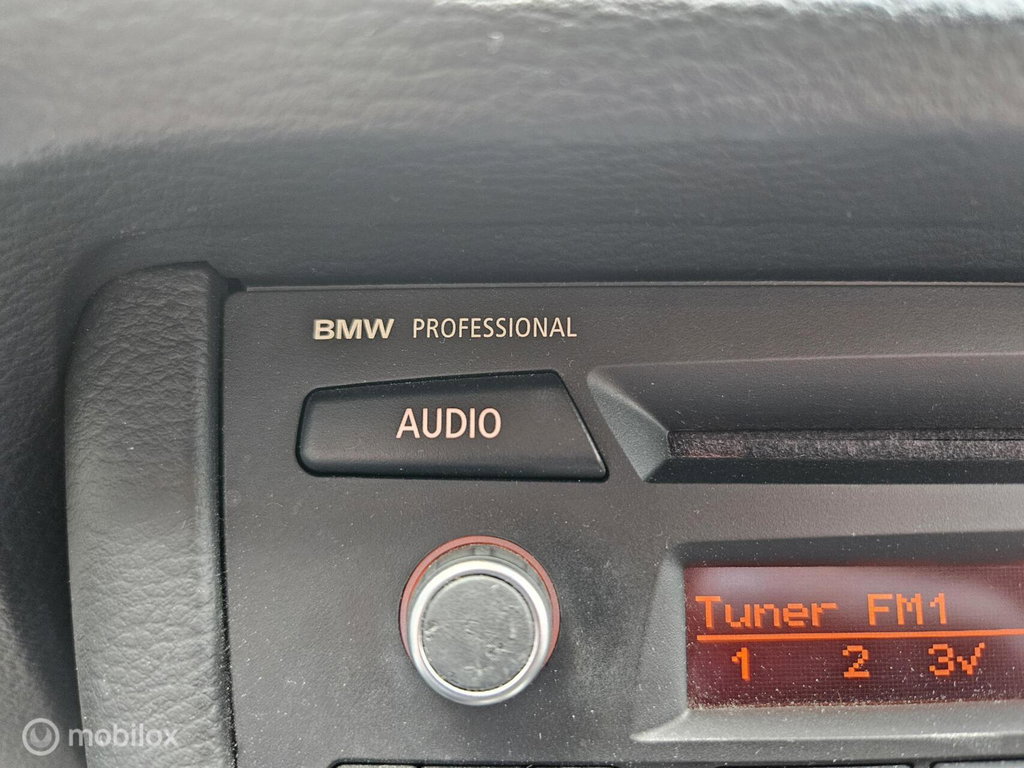 BMW PROFESSIONAL
AUDIO
Tuner FM1
1 2 3✓
mobilox